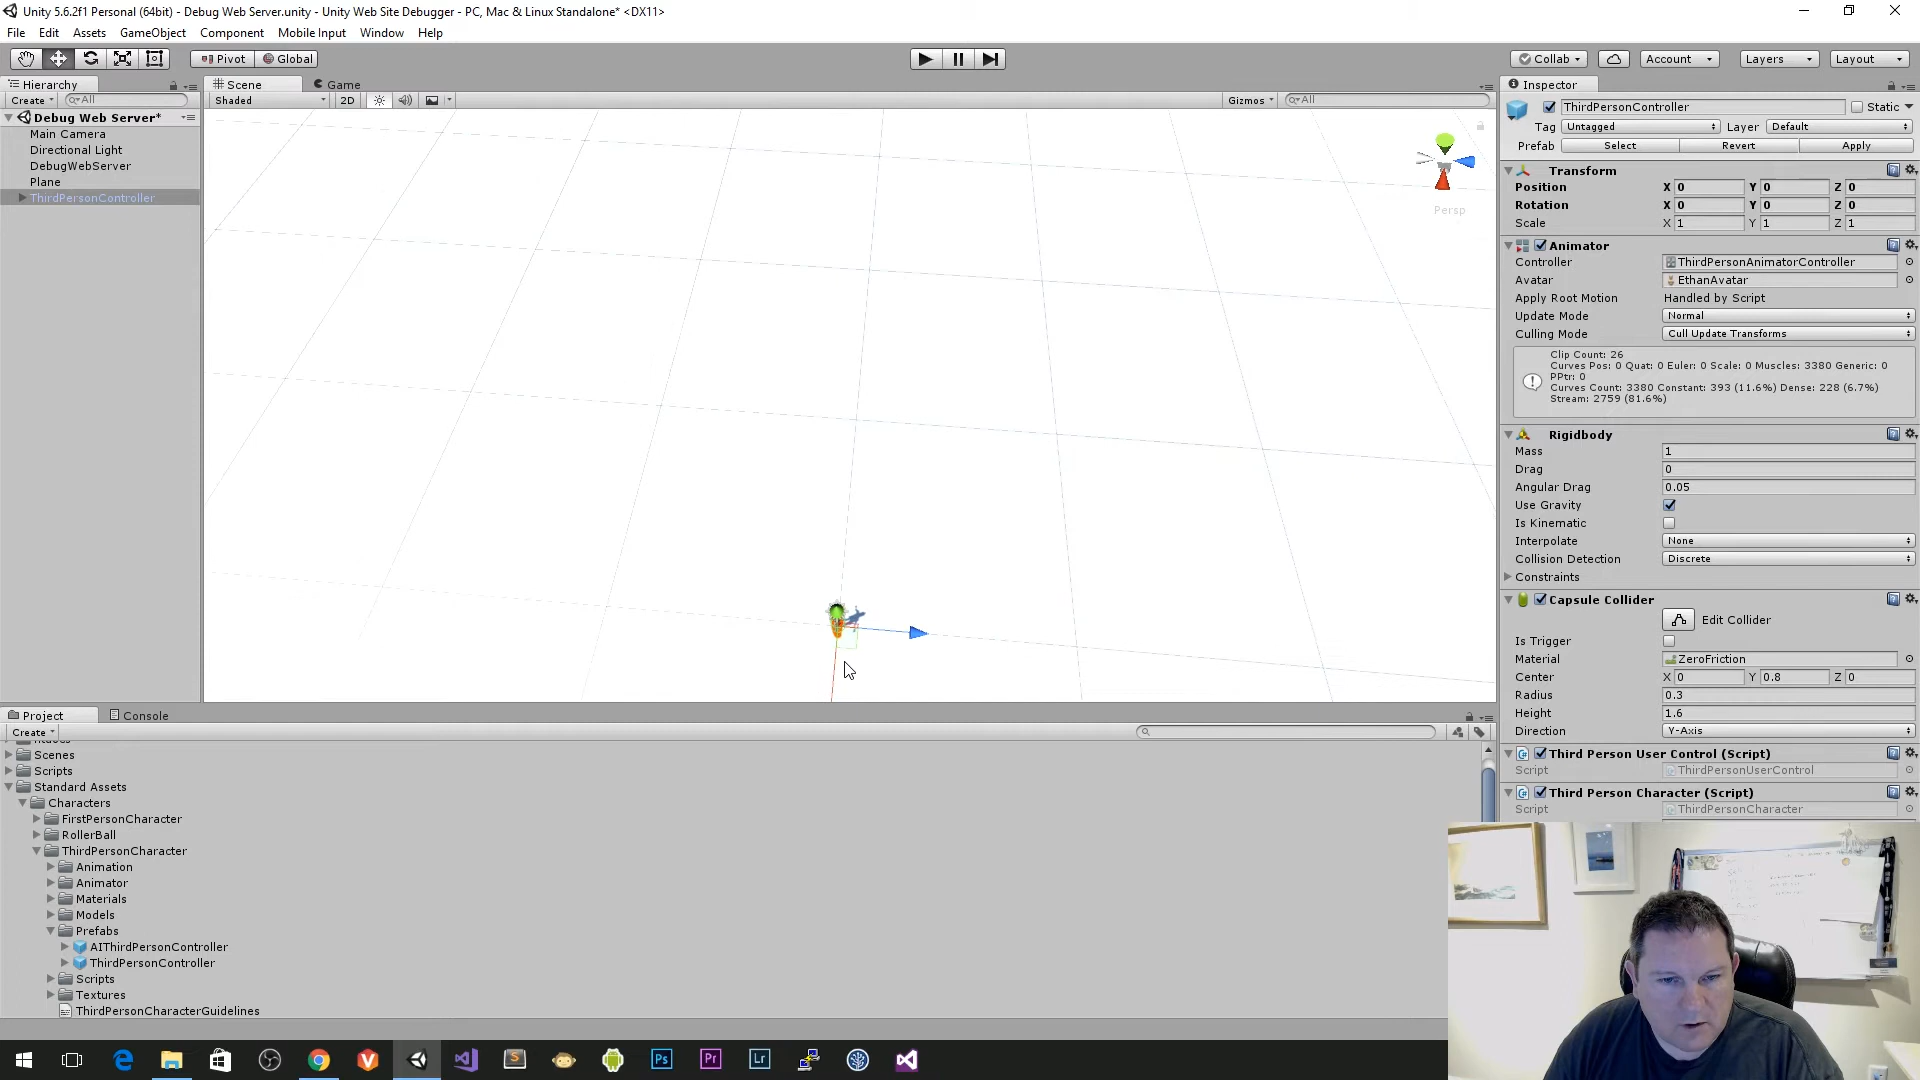 Unity 5.6.2f1 Personal (64bit) - Debug Web Server.unity - Unity Web Site Debugger - PC, Mac & Linux Standalone* <DX11>
File Edit Assets GameObject Component Mobile Input Window Help
Pivot Global Collab Account Layers Layout
Hierarchy
Create All
Debug Web Server*
Main Camera
Directional Light
DebugWebServer
Plane
ThirdPersonController
Scene Game
Shaded 2D Gizmos All
Persp
Inspector
ThirdPersonController Static
Tag Untagged Layer Default
Prefab Select Revert Apply
Transform
Position X 0 Y 0 Z 0
Rotation X 0 Y 0 Z 0
Scale X 1 Y 1 Z 1
Animator
Controller ThirdPersonAnimatorController
Avatar EthanAvatar
Apply Root Motion Handled by Script
Update Mode Normal
Culling Mode Cull Update Transforms
Clip Count: 26
Curves Pos: 0 Quat: 0 Euler: 0 Scale: 0 Muscles: 3380 Generic: 0
PPtr: 0
Curves Count: 3380 Constant: 393 (11.6%) Dense: 228 (6.7%)
Stream: 2759 (81.6%)
Rigidbody
Mass 1
Drag 0
Angular Drag 0.05
Use Gravity
Is Kinematic
Interpolate None
Collision Detection Discrete
Constraints
Capsule Collider
Edit Collider
Is Trigger
Material ZeroFriction
Center X 0 Y 0.8 Z 0
Radius 0.3
Height 1.6
Direction Y-Axis
Third Person User Control (Script)
Script ThirdPersonUserControl
Third Person Character (Script)
Script ThirdPersonCharacter
Project Console
Create
Scenes
Scripts
Standard Assets
Characters
FirstPersonCharacter
RollerBall
ThirdPersonCharacter
Animation
Animator
Materials
Models
Prefabs
AIThirdPersonController
ThirdPersonController
Scripts
Textures
ThirdPersonCharacterGuidelines
Ps Pr Lr